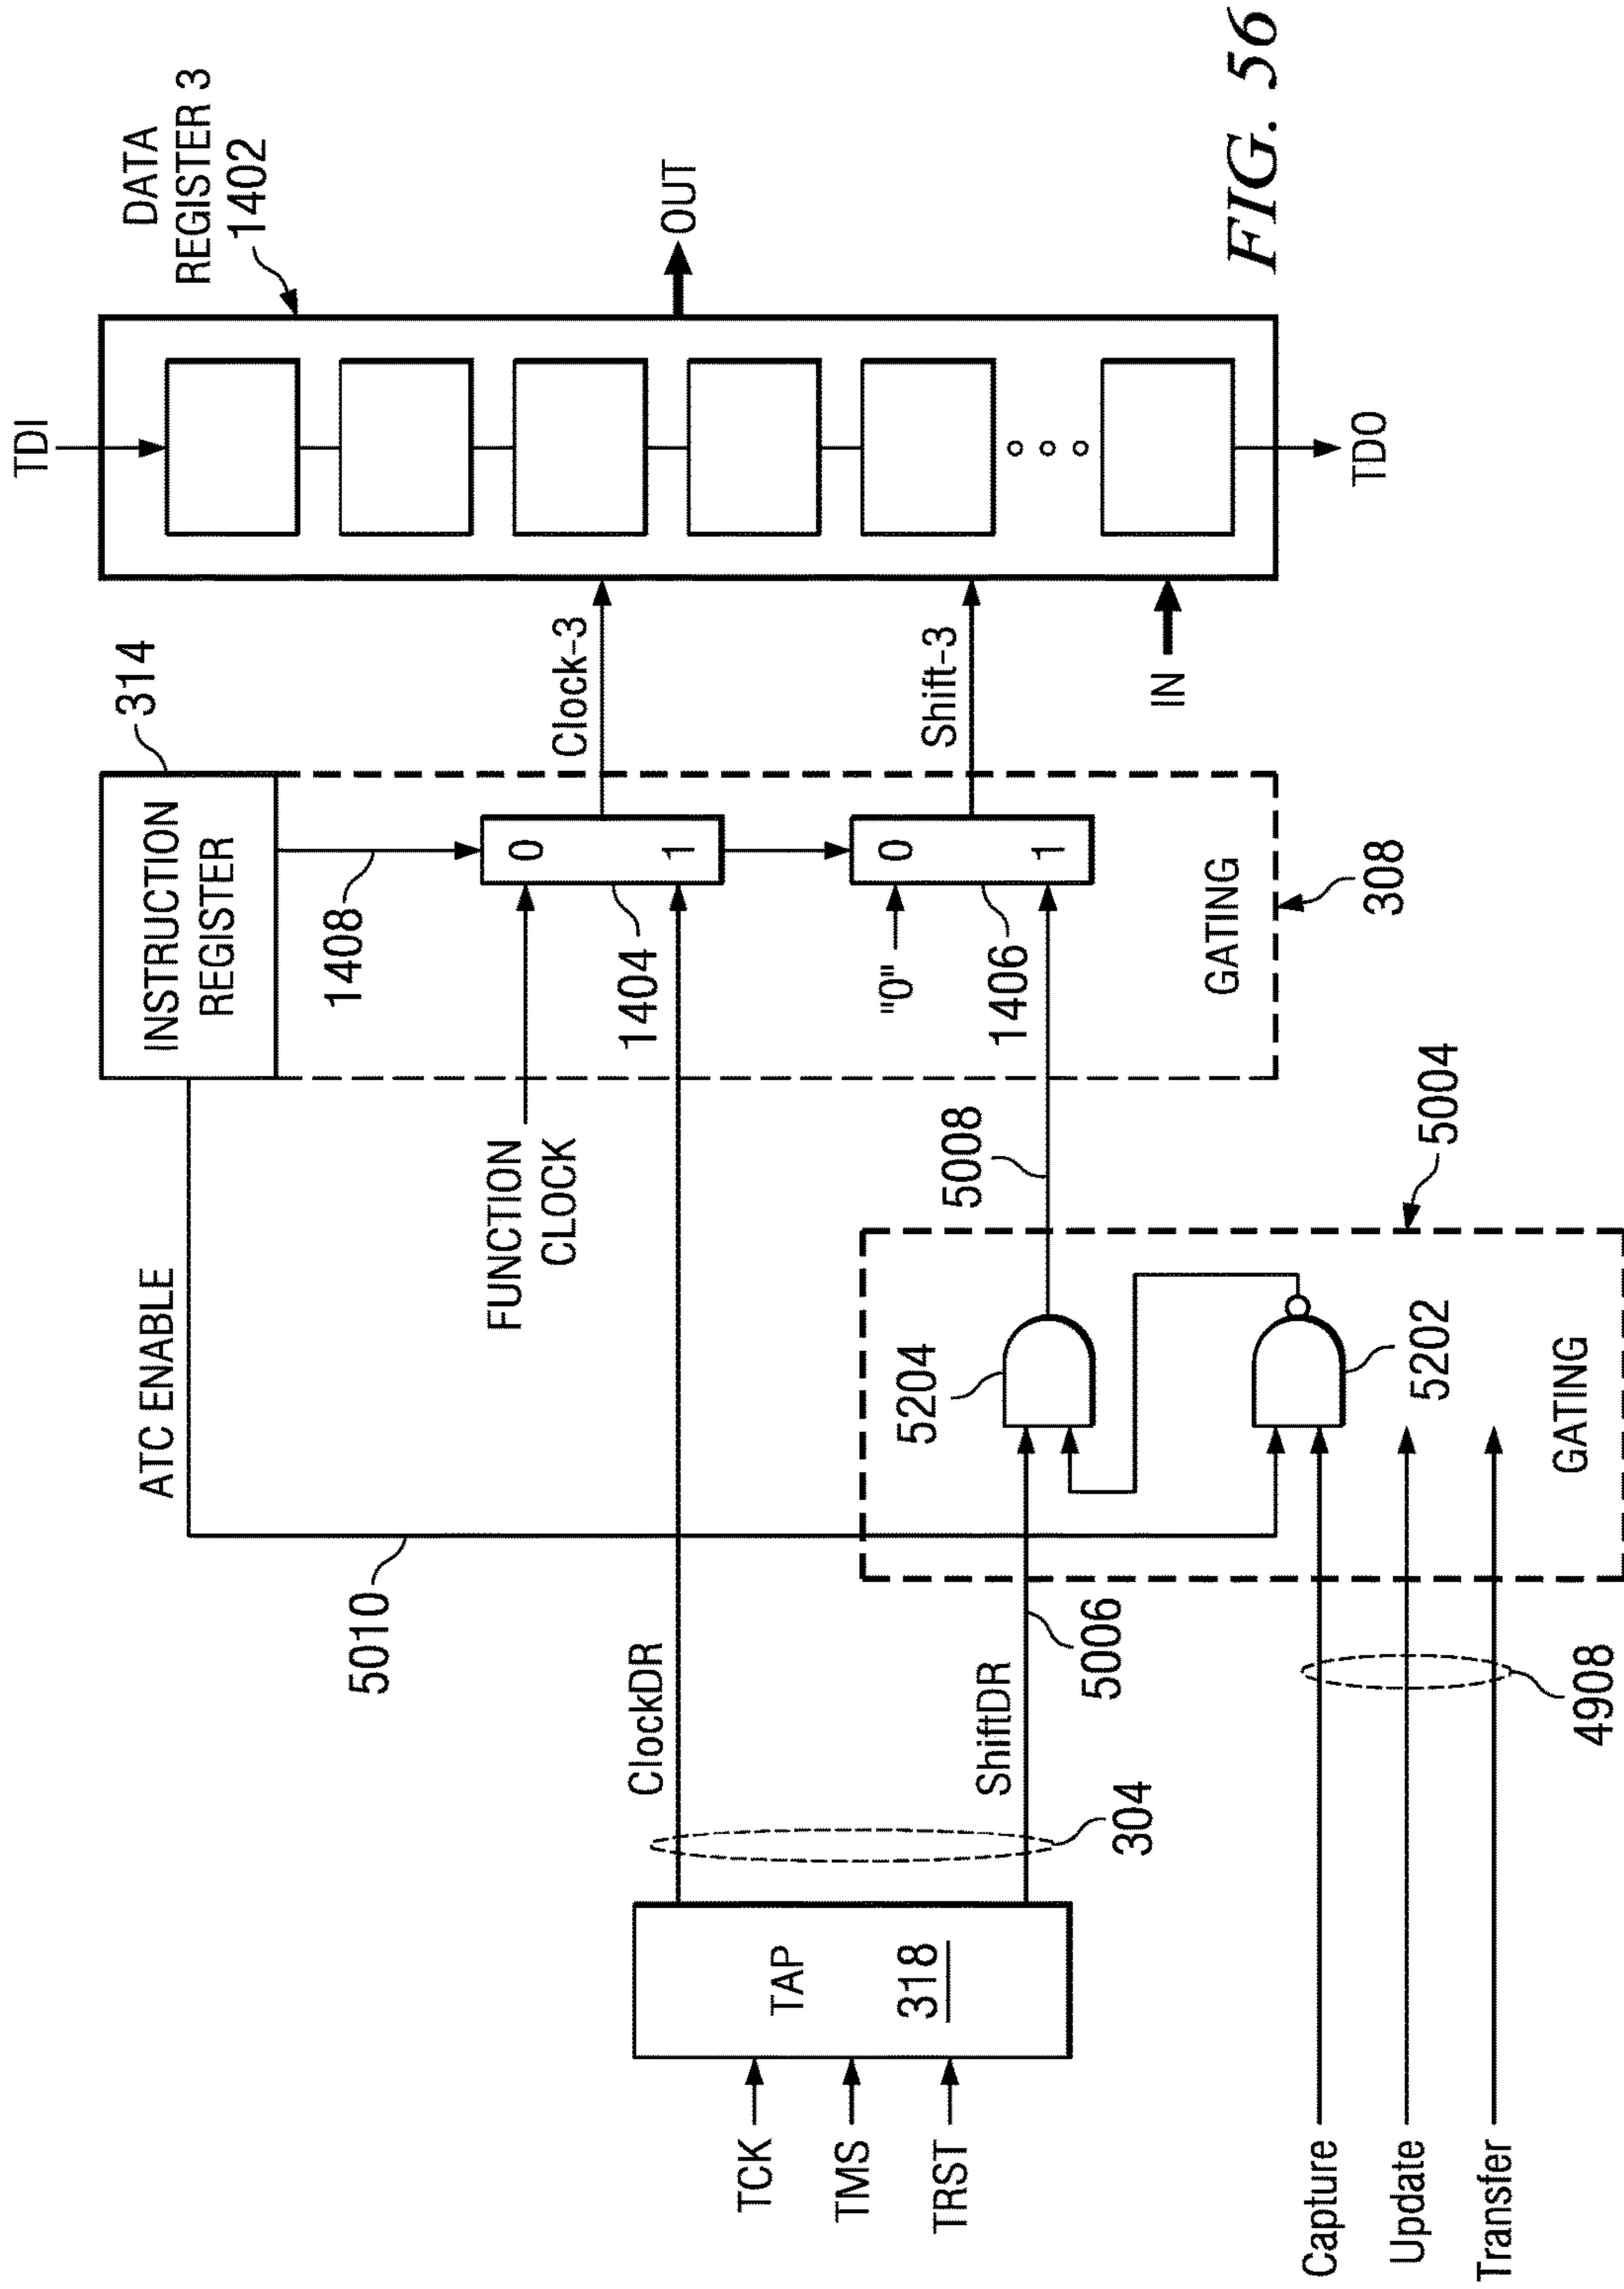 DATA
REGISTER 3
1402
TDI
OUT
TDO
IN
314
INSTRUCTION
REGISTER
1408
Clock-3
0
1
1404
Shift-3
0
1
"0"
1406
GATING
308
FUNCTION
CLOCK
ATC ENABLE
5010
5008
5004
5204
5202
GATING
ClockDR
ShiftDR
5006
304
4908
TAP
318
TCK
TMS
TRST
Capture
Update
Transfer
FIG. 56